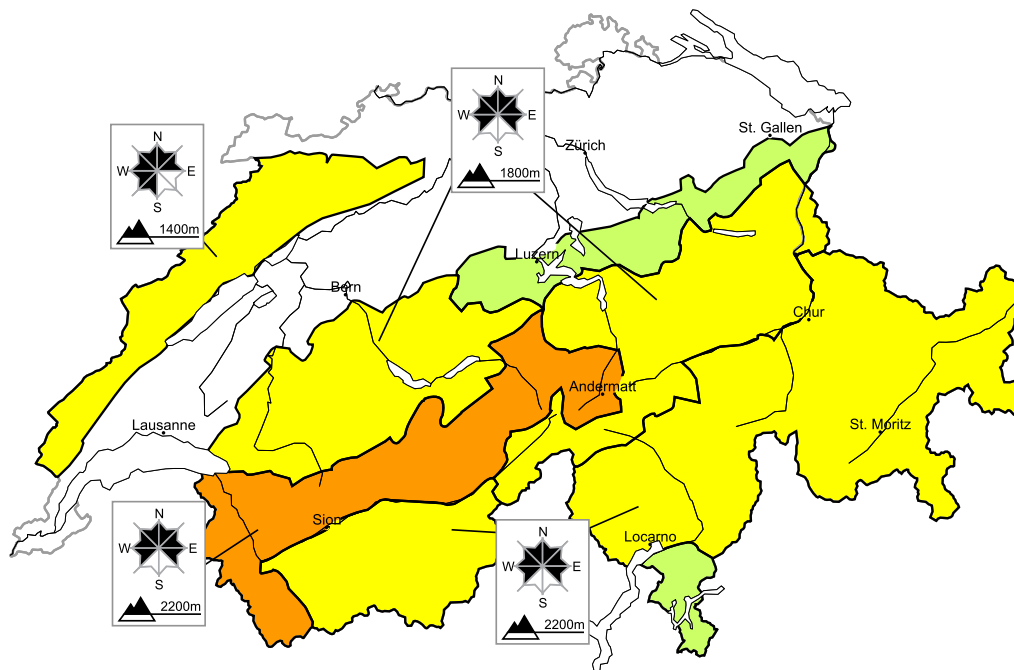 N
W E
S
1800m
St. Gallen
Zürich
N
W E
S
1400m
Luzern
Bern
Chur
Andermatt
Lausanne
St. Moritz
Sion
N
W E
S
2200m
N
W E
S
2200m
Locarno